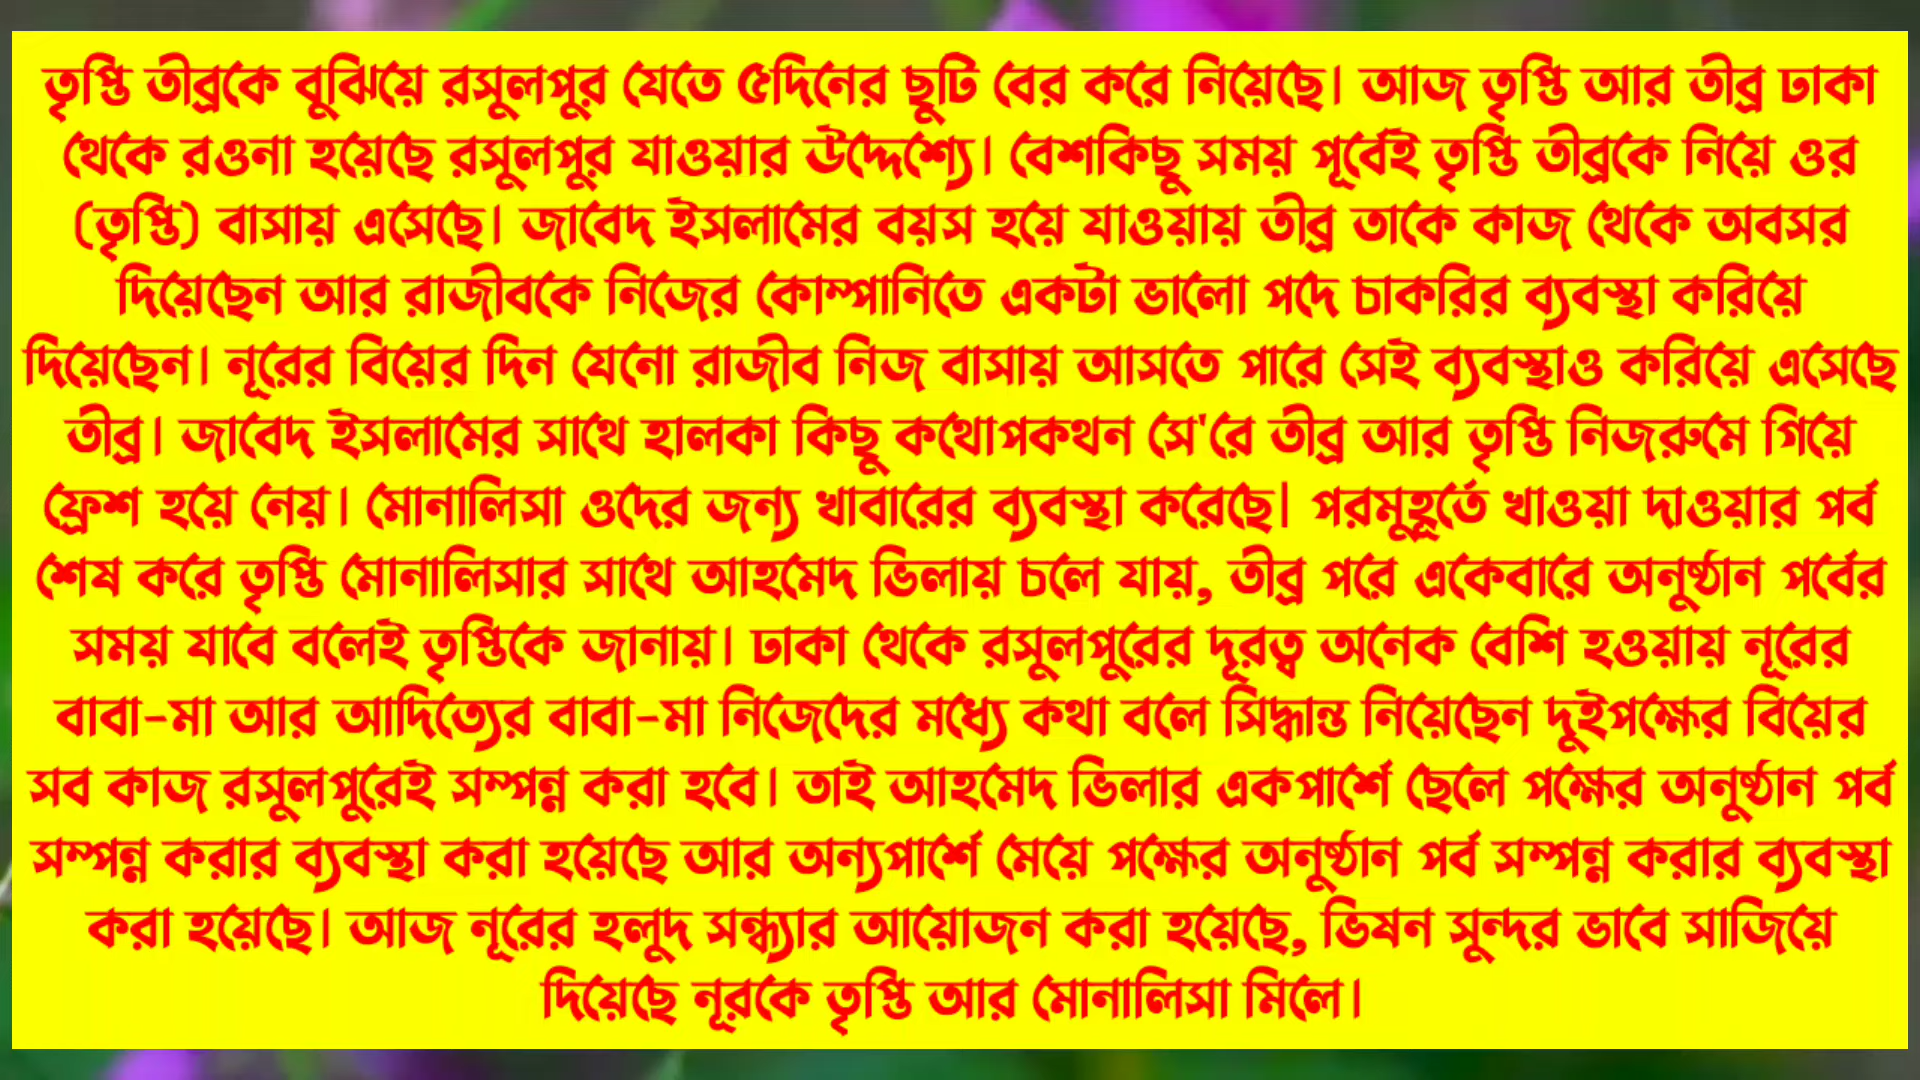 তৃপ্তি তীব্রকে বুঝিয়ে রসুলপুর যেতে ৫দিনের ছুটি বের করে নিয়েছে। আজ তৃপ্তি আর তীব্র ঢাকা
থেকে রওনা হয়েছে রসুলপুর যাওয়ার উদ্দেশ্যে। বেশকিছু সময় পূর্বেই তৃপ্তি তীব্রকে নিয়ে ওর
(তৃপ্তি) বাসায় এসেছে। জাবেদ ইসলামের বয়স হয়ে যাওয়ায় তীব্র তাকে কাজ থেকে অবসর
দিয়েছেন আর রাজীবকে নিজের কোম্পানিতে একটা ভালো পদে চাকরির ব্যবস্থা করিয়ে
দিয়েছেন। নূরের বিয়ের দিন যেনো রাজীব নিজ বাসায় আসতে পারে সেই ব্যবস্থাও করিয়ে এসেছে
তীব্র। জাবেদ ইসলামের সাথে হালকা কিছু কথোপকথন সে'রে তীব্র আর তৃপ্তি নিজরুমে গিয়ে
ফ্রেশ হয়ে নেয়। মোনালিসা ওদের জন্য খাবারের ব্যবস্থা করেছে। পরমুহূর্তে খাওয়া দাওয়ার পর্ব
শেষ করে তৃপ্তি মোনালিসার সাথে আহমেদ ভিলায় চলে যায়, তীব্র পরে একেবারে অনুষ্ঠান পর্বের
সময় যাবে বলেই তৃপ্তিকে জানায়। ঢাকা থেকে রসুলপুরের দূরত্ব অনেক বেশি হওয়ায় নূরের
বাবা-মা আর আদিত্যের বাবা-মা নিজেদের মধ্যে কথা বলে সিদ্ধান্ত নিয়েছেন দুইপক্ষের বিয়ের
সব কাজ রসুলপুরেই সম্পন্ন করা হবে। তাই আহমেদ ভিলার একপার্শে ছেলে পক্ষের অনুষ্ঠান পর্ব
সম্পন্ন করার ব্যবস্থা করা হয়েছে আর অন্যপার্শে মেয়ে পক্ষের অনুষ্ঠান পর্ব সম্পন্ন করার ব্যবস্থা
করা হয়েছে। আজ নূরের হলুদ সন্ধ্যার আয়োজন করা হয়েছে, ভিষন সুন্দর ভাবে সাজিয়ে
দিয়েছে নূরকে তৃপ্তি আর মোনালিসা মিলে।